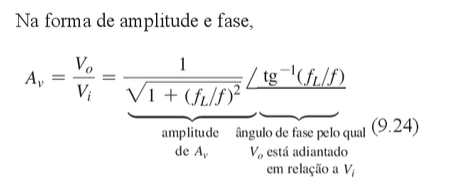 Na forma de amplitude e fase,
A_v = V_o/V_i = 1/√(1 + (f_L/f)²) ∠ tg⁻¹(f_L/f)
amplitude de A_v
ângulo de fase pelo qual V_o está adiantado em relação a V_i
(9.24)